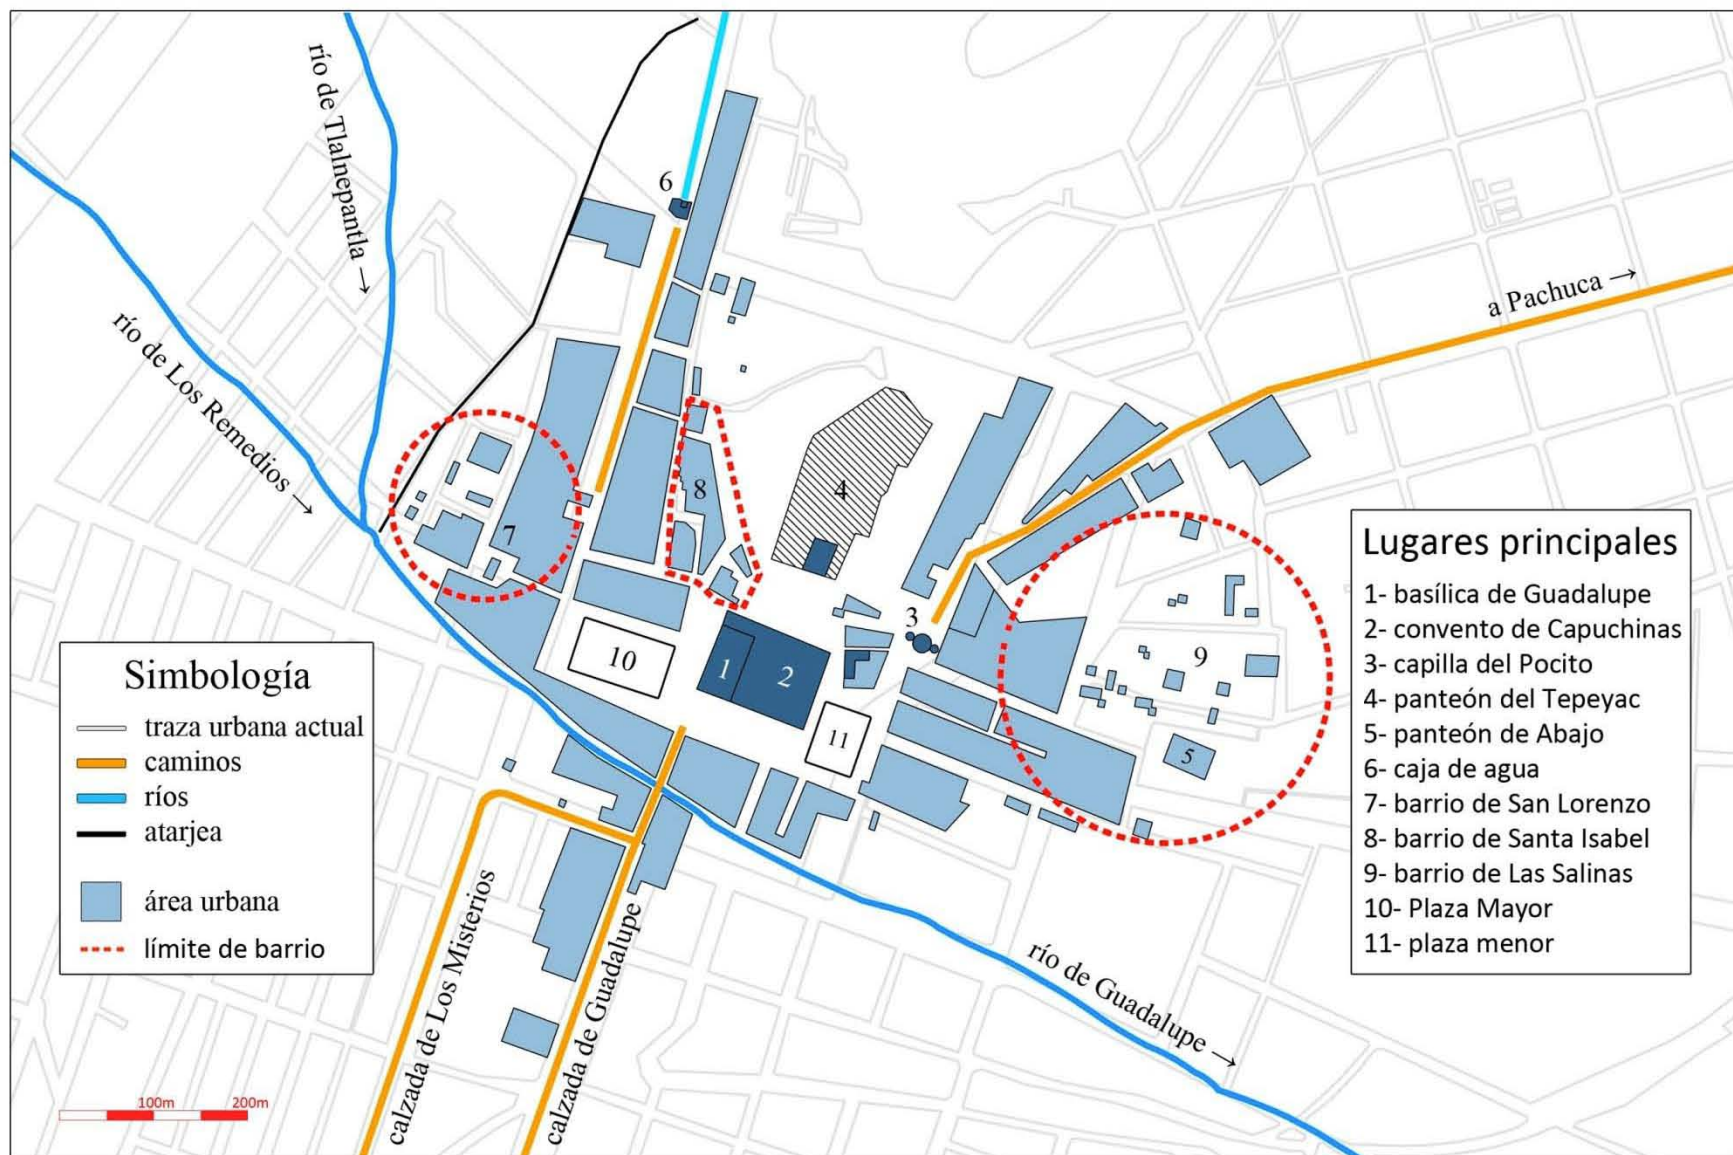 río de Tlalnepantla →
río de Los Remedios →
6
a Pachuca →
4
8
7
3
9
10
1
2
11
5
calzada de Los Misterios
calzada de Guadalupe
río de Guadalupe →
Simbología
traza urbana actual
caminos
ríos
atarjea
área urbana
límite de barrio
Lugares principales
1- basílica de Guadalupe
2- convento de Capuchinas
3- capilla del Pocito
4- panteón del Tepeyac
5- panteón de Abajo
6- caja de agua
7- barrio de San Lorenzo
8- barrio de Santa Isabel
9- barrio de Las Salinas
10- Plaza Mayor
11- plaza menor
100m 200m